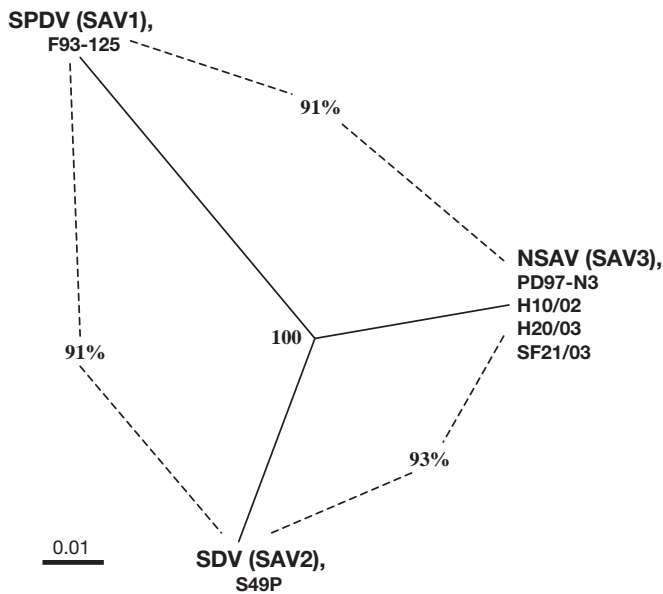 SPDV (SAV1),
F93-125
91%
NSAV (SAV3),
PD97-N3
H10/02
H20/03
SF21/03
100
91%
93%
0.01
SDV (SAV2),
S49P